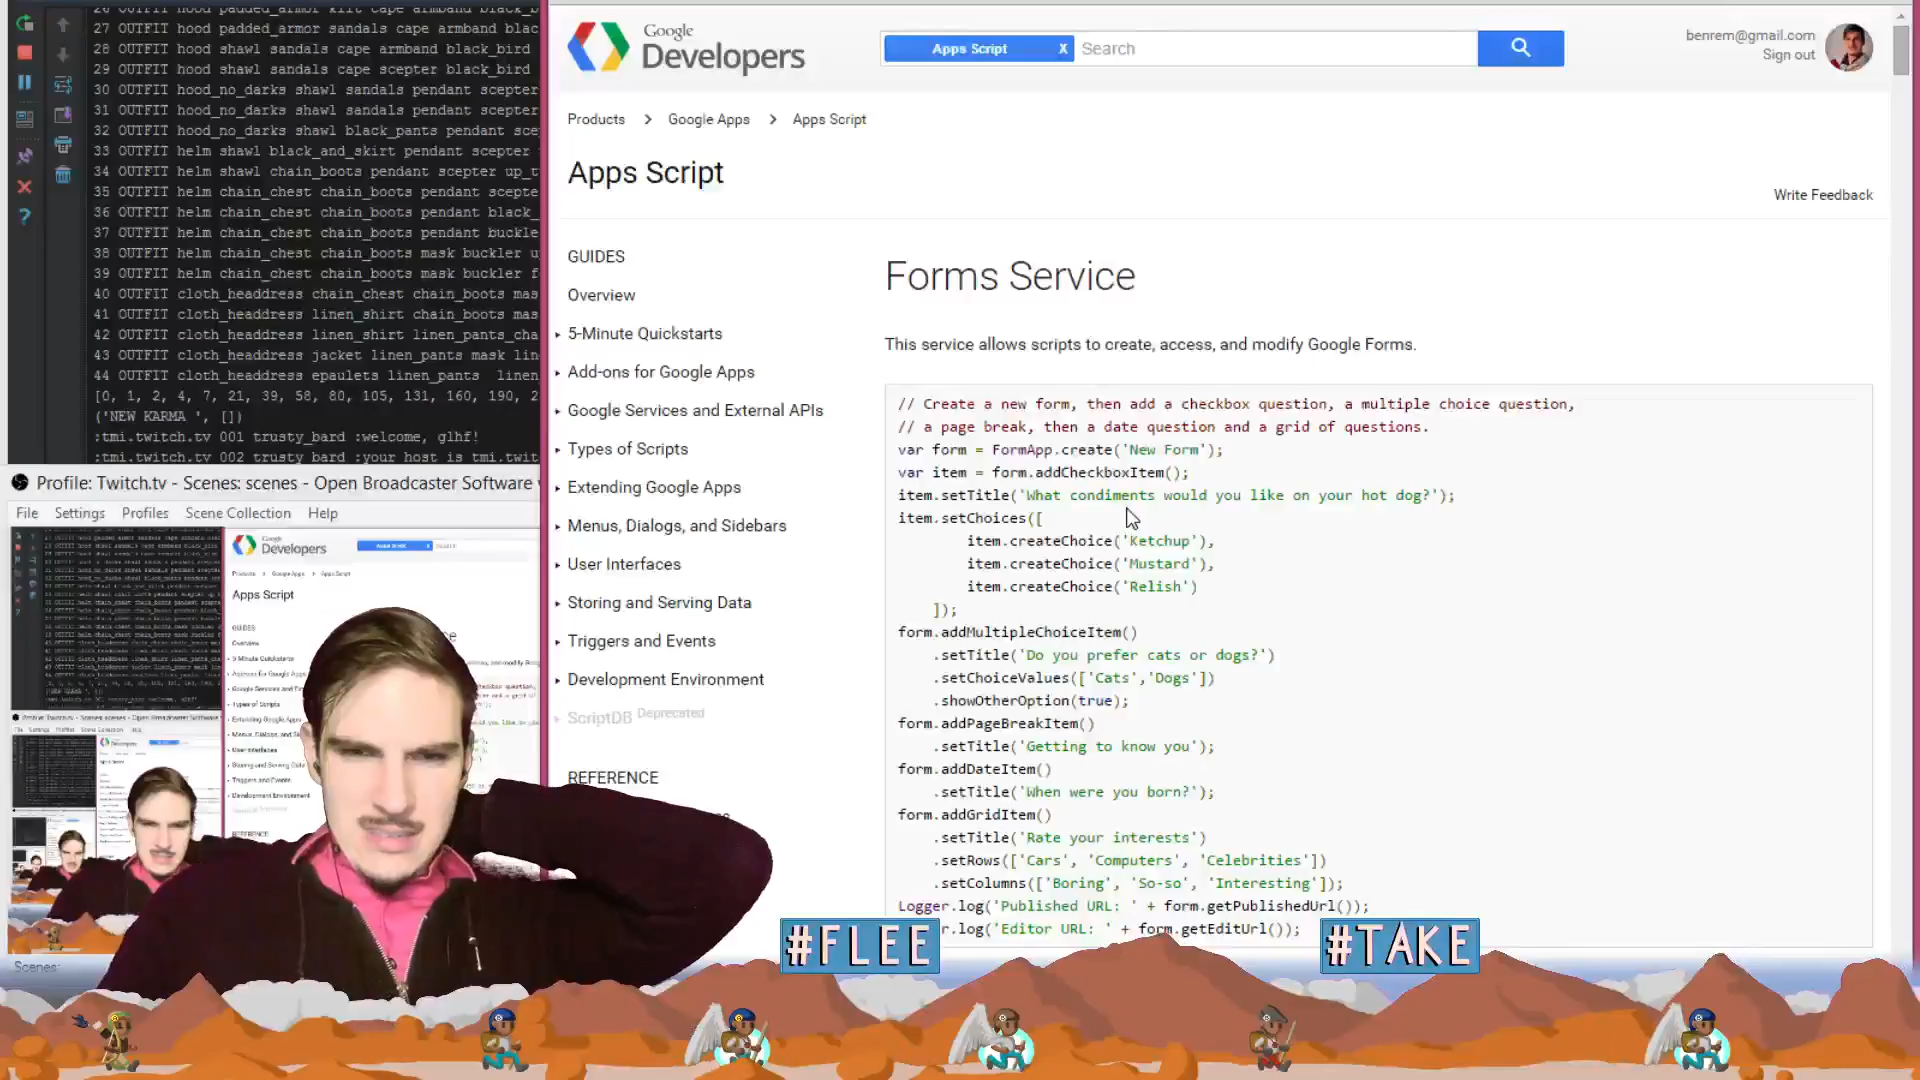 26 OUTFIT hood padded_armor kilt cape armband black_b
27 OUTFIT hood padded_armor sandals cape armband blac
28 OUTFIT hood shawl sandals cape armband black_bird
29 OUTFIT hood shawl sandals cape scepter black_bird
30 OUTFIT hood_no_darks shawl sandals pendant scepter
31 OUTFIT hood_no_darks shawl sandals pendant scepter
32 OUTFIT hood_no_darks shawl black_pants pendant sce
33 OUTFIT helm shawl black_and_skirt pendant scepter
34 OUTFIT helm shawl chain_boots pendant scepter up_t
35 OUTFIT helm chain_chest chain_boots pendant scepte
36 OUTFIT helm chain_chest chain_boots pendant black_
37 OUTFIT helm chain_chest chain_boots pendant buckle
38 OUTFIT helm chain_chest chain_boots mask buckler u
39 OUTFIT helm chain_chest chain_boots mask buckler f
40 OUTFIT cloth_headdress chain_chest chain_boots mas
41 OUTFIT cloth_headdress linen_shirt chain_boots mas
42 OUTFIT cloth_headdress linen_shirt linen_pants_cha
43 OUTFIT cloth_headdress jacket linen_pants mask lin
44 OUTFIT cloth_headdress epaulets linen_pants linen
[0, 1, 2, 4, 7, 21, 39, 58, 80, 105, 131, 160, 190, 2
('NEW KARMA ', [])
:tmi.twitch.tv 001 trusty_bard :welcome, glhf!
:tmi.twitch.tv 002 trusty_bard :your host is tmi.twit
Profile: Twitch.tv - Scenes: scenes - Open Broadcaster Software
File Settings Profiles Scene Collection Help
Scenes:
Google
Developers
Apps Script x Search
benrem@gmail.com
Sign out
Products > Google Apps > Apps Script
Apps Script
Write Feedback
GUIDES
Overview
5-Minute Quickstarts
Add-ons for Google Apps
Google Services and External APIs
Types of Scripts
Extending Google Apps
Menus, Dialogs, and Sidebars
User Interfaces
Storing and Serving Data
Triggers and Events
Development Environment
ScriptDB Deprecated
REFERENCE
Forms Service
This service allows scripts to create, access, and modify Google Forms.
// Create a new form, then add a checkbox question, a multiple choice question,
// a page break, then a date question and a grid of questions.
var form = FormApp.create('New Form');
var item = form.addCheckboxItem();
item.setTitle('What condiments would you like on your hot dog?');
item.setChoices([
item.createChoice('Ketchup'),
item.createChoice('Mustard'),
item.createChoice('Relish')
]);
form.addMultipleChoiceItem()
.setTitle('Do you prefer cats or dogs?')
.setChoiceValues(['Cats','Dogs'])
.showOtherOption(true);
form.addPageBreakItem()
.setTitle('Getting to know you');
form.addDateItem()
.setTitle('When were you born?');
form.addGridItem()
.setTitle('Rate your interests')
.setRows(['Cars', 'Computers', 'Celebrities'])
.setColumns(['Boring', 'So-so', 'Interesting']);
Logger.log('Published URL: ' + form.getPublishedUrl());
r.log('Editor URL: ' + form.getEditUrl());
#FLEE
#TAKE